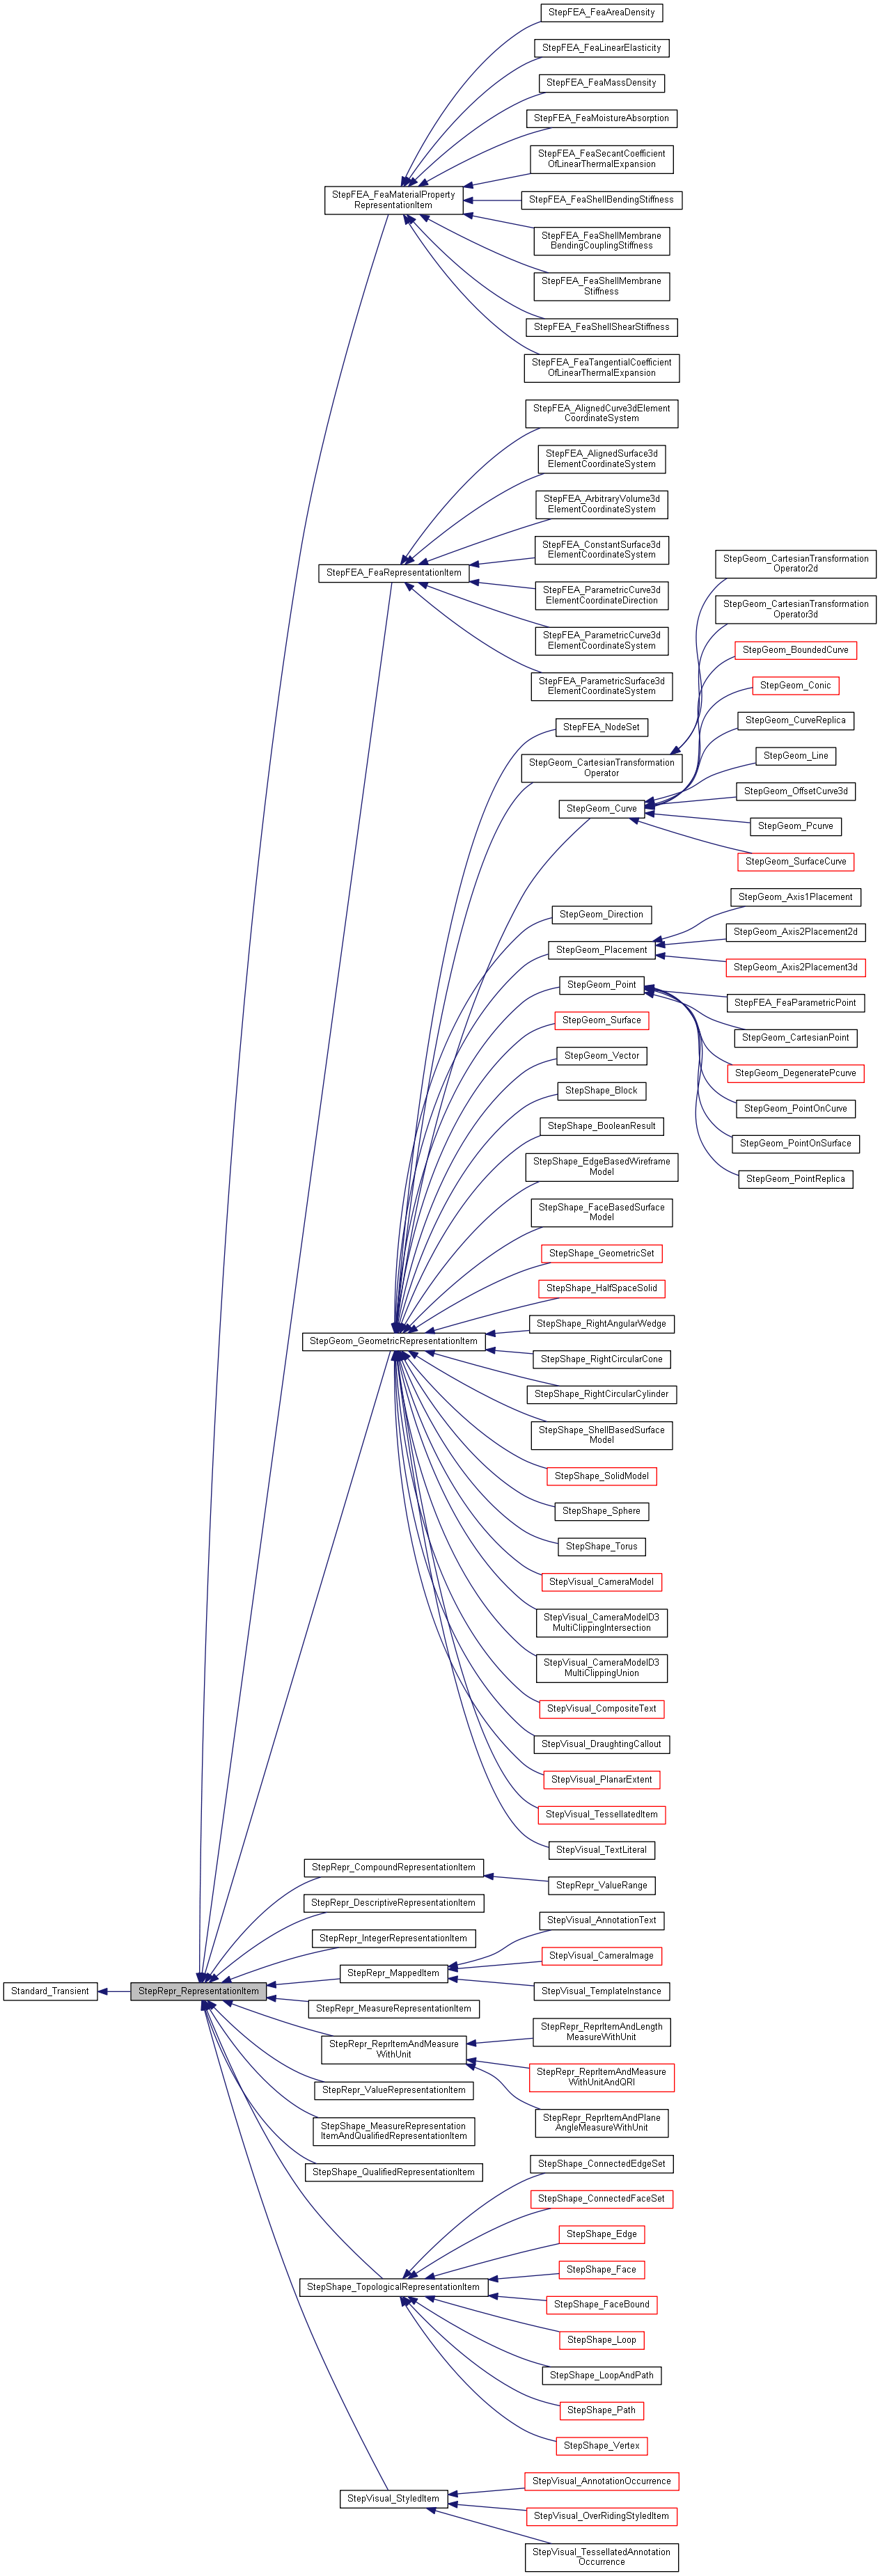 StepFEA_FeaAreaDensity
StepFEA_FeaLinearElasticity
StepFEA_FeaMassDensity
StepFEA_FeaMoistureAbsorption
StepFEA_FeaSecantCoefficient
OfLinearThermalExpansion
StepFEA_FeaMaterialProperty
RepresentationItem
StepFEA_FeaShellBendingStiffness
StepFEA_FeaShellMembrane
BendingCouplingStiffness
StepFEA_FeaShellMembrane
Stiffness
StepFEA_FeaShellShearStiffness
StepFEA_FeaTangentialCoefficient
OfLinearThermalExpansion
StepFEA_AlignedCurve3dElement
CoordinateSystem
StepFEA_AlignedSurface3d
ElementCoordinateSystem
StepFEA_ArbitraryVolume3d
ElementCoordinateSystem
StepFEA_ConstantSurface3d
ElementCoordinateSystem
StepFEA_FeaRepresentationItem
StepFEA_ParametricCurve3d
ElementCoordinateDirection
StepFEA_ParametricCurve3d
ElementCoordinateSystem
StepFEA_ParametricSurface3d
ElementCoordinateSystem
StepGeom_CartesianTransformation
Operator2d
StepGeom_CartesianTransformation
Operator3d
StepGeom_BoundedCurve
StepGeom_Conic
StepGeom_CurveReplica
StepFEA_NodeSet
StepGeom_Line
StepGeom_CartesianTransformation
Operator
StepGeom_OffsetCurve3d
StepGeom_Curve
StepGeom_Pcurve
StepGeom_SurfaceCurve
StepGeom_Axis1Placement
StepGeom_Direction
StepGeom_Axis2Placement2d
StepGeom_Placement
StepGeom_Axis2Placement3d
StepGeom_Point
StepFEA_FeaParametricPoint
StepGeom_Surface
StepGeom_CartesianPoint
StepGeom_Vector
StepGeom_DegeneratePcurve
StepShape_Block
StepGeom_PointOnCurve
StepShape_BooleanResult
StepGeom_PointOnSurface
StepShape_EdgeBasedWireframe
Model
StepGeom_PointReplica
StepShape_FaceBasedSurface
Model
StepShape_GeometricSet
StepShape_HalfSpaceSolid
StepShape_RightAngularWedge
StepGeom_GeometricRepresentationItem
StepShape_RightCircularCone
StepShape_RightCircularCylinder
StepShape_ShellBasedSurface
Model
StepShape_SolidModel
StepShape_Sphere
StepShape_Torus
StepVisual_CameraModel
StepVisual_CameraModelD3
MultiClippingIntersection
StepVisual_CameraModelD3
MultiClippingUnion
StepVisual_CompositeText
StepVisual_DraughtingCallout
StepVisual_PlanarExtent
StepVisual_TessellatedItem
StepVisual_TextLiteral
StepRepr_CompoundRepresentationItem
StepRepr_ValueRange
StepRepr_DescriptiveRepresentationItem
StepVisual_AnnotationText
StepRepr_IntegerRepresentationItem
StepVisual_CameraImage
StepRepr_MappedItem
Standard_Transient
StepRepr_RepresentationItem
StepVisual_TemplateInstance
StepRepr_MeasureRepresentationItem
StepRepr_ReprItemAndLength
MeasureWithUnit
StepRepr_ReprItemAndMeasure
WithUnit
StepRepr_ReprItemAndMeasure
WithUnitAndQRI
StepRepr_ValueRepresentationItem
StepRepr_ReprItemAndPlane
AngleMeasureWithUnit
StepShape_MeasureRepresentation
ItemAndQualifiedRepresentationItem
StepShape_ConnectedEdgeSet
StepShape_QualifiedRepresentationItem
StepShape_ConnectedFaceSet
StepShape_Edge
StepShape_Face
StepShape_TopologicalRepresentationItem
StepShape_FaceBound
StepShape_Loop
StepShape_LoopAndPath
StepShape_Path
StepShape_Vertex
StepVisual_AnnotationOccurrence
StepVisual_StyledItem
StepVisual_OverRidingStyledItem
StepVisual_TessellatedAnnotation
Occurrence